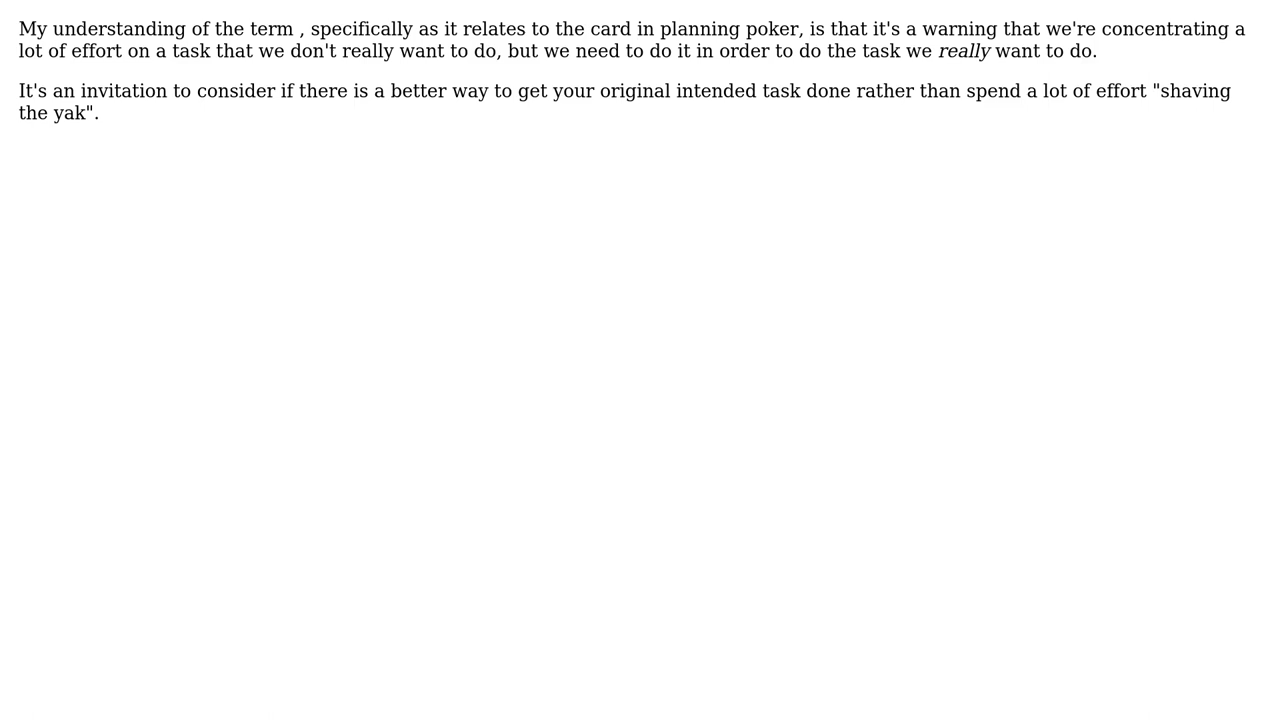 My understanding of the term , specifically as it relates to the card in planning poker, is that it's a warning that we're concentrating a
lot of effort on a task that we don't really want to do, but we need to do it in order to do the task we really want to do.
It's an invitation to consider if there is a better way to get your original intended task done rather than spend a lot of effort "shaving
the yak".